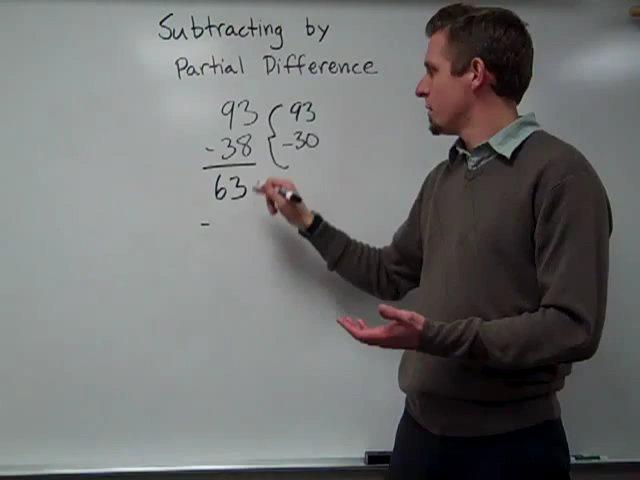 Subtracting by
Partial Difference
93 { 93
-38 -30
63
-